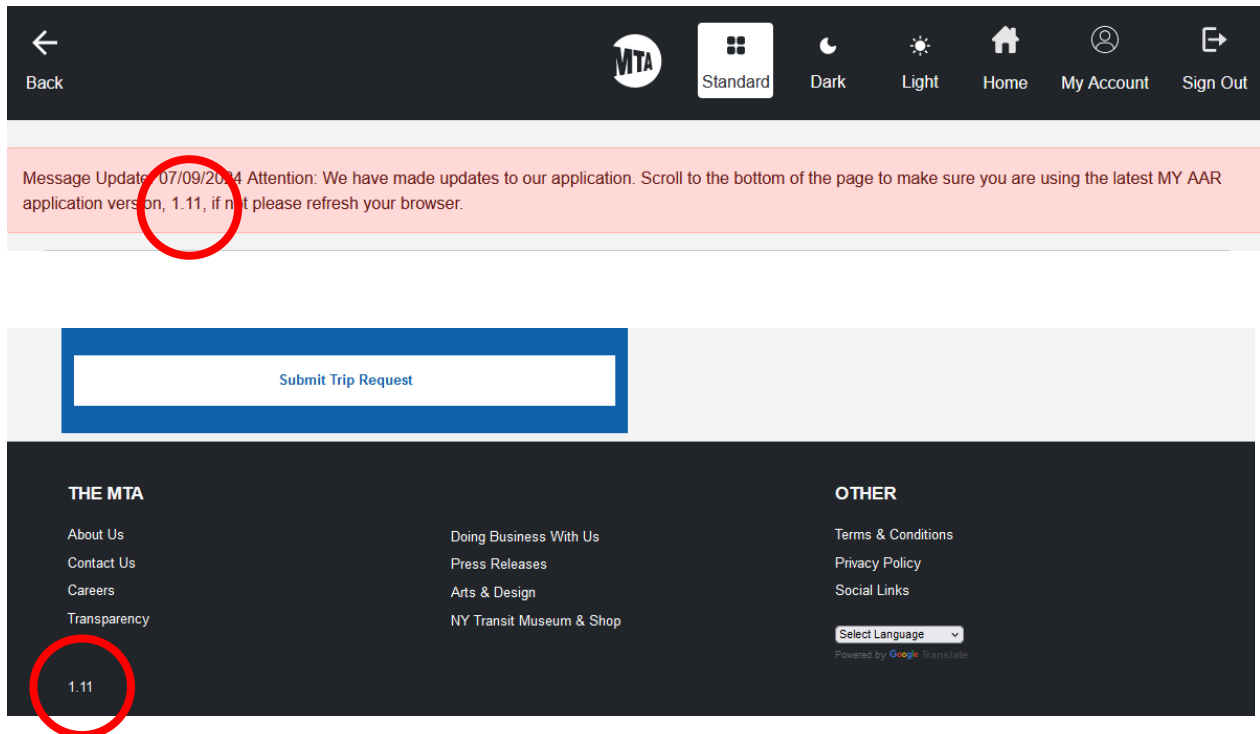 Back
MTA
Standard
Dark
Light
Home
My Account
Sign Out
Message Update: 07/09/2024 Attention: We have made updates to our application. Scroll to the bottom of the page to make sure you are using the latest MY AAR
application version, 1.11, if not please refresh your browser.
Submit Trip Request
THE MTA
About Us
Contact Us
Careers
Transparency
1.11
Doing Business With Us
Press Releases
Arts & Design
NY Transit Museum & Shop
OTHER
Terms & Conditions
Privacy Policy
Social Links
Select Language
Powered by Google Translate